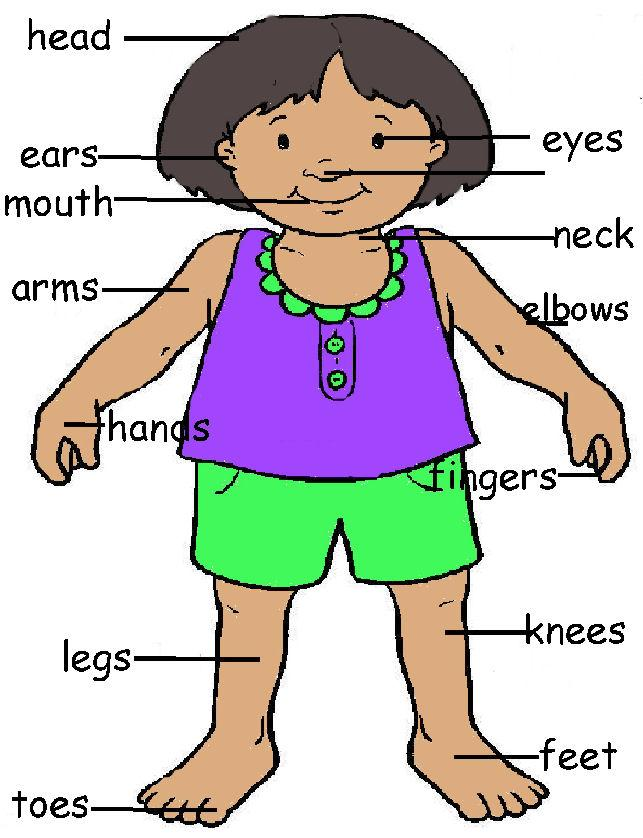 head
eyes
ears
mouth
neck
arms
elbows
hands
fingers
knees
legs
feet
toes